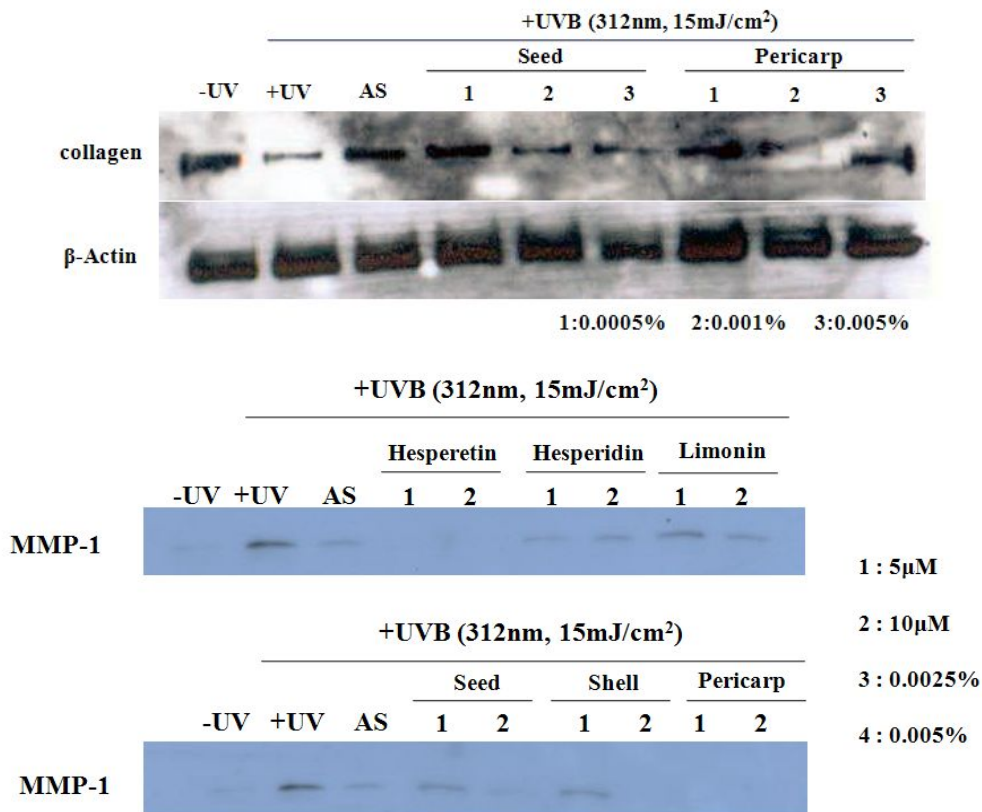 +UVB (312nm, 15mJ/cm²)
Seed Pericarp
-UV +UV AS 1 2 3 1 2 3
collagen
β-Actin
1:0.0005% 2:0.001% 3:0.005%
+UVB (312nm, 15mJ/cm²)
Hesperetin Hesperidin Limonin
-UV +UV AS 1 2 1 2 1 2
MMP-1
1 : 5μM
2 : 10μM
3 : 0.0025%
4 : 0.005%
+UVB (312nm, 15mJ/cm²)
Seed Shell Pericarp
-UV +UV AS 1 2 1 2 1 2
MMP-1